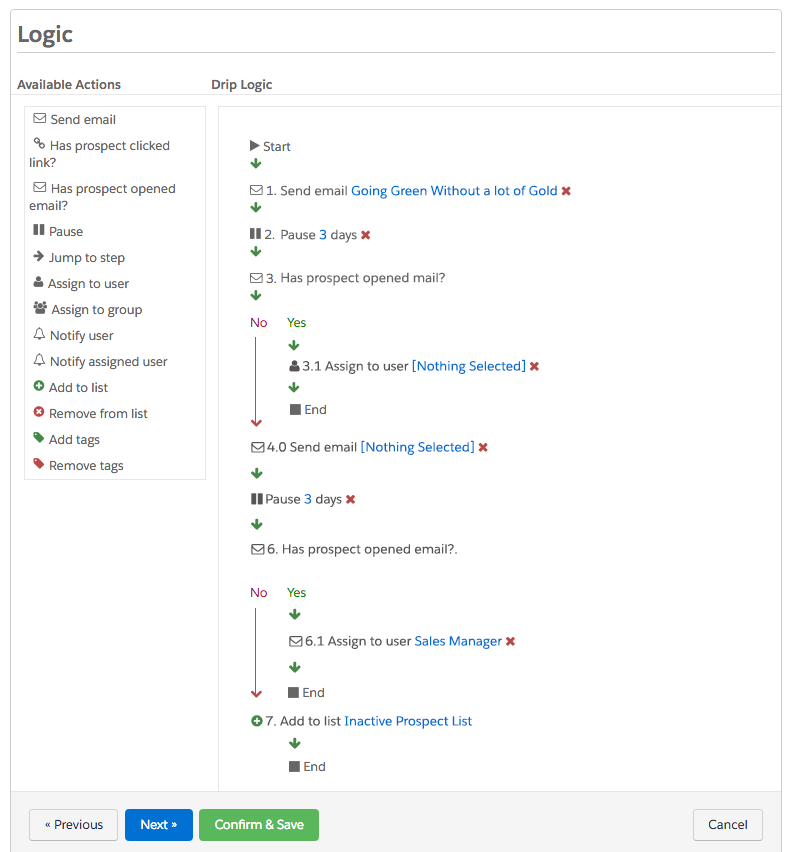 Logic
Available Actions
Drip Logic
Send email
Has prospect clicked
link?
Has prospect opened
email?
Pause
Jump to step
Assign to user
Assign to group
Notify user
Notify assigned user
Add to list
Remove from list
Add tags
Remove tags
Start
1. Send email Going Green Without a lot of Gold
2. Pause 3 days
3. Has prospect opened mail?
No Yes
3.1 Assign to user [Nothing Selected]
End
4.0 Send email [Nothing Selected]
Pause 3 days
6. Has prospect opened email?.
No Yes
6.1 Assign to user Sales Manager
End
7. Add to list Inactive Prospect List
End
« Previous
Next »
Confirm & Save
Cancel